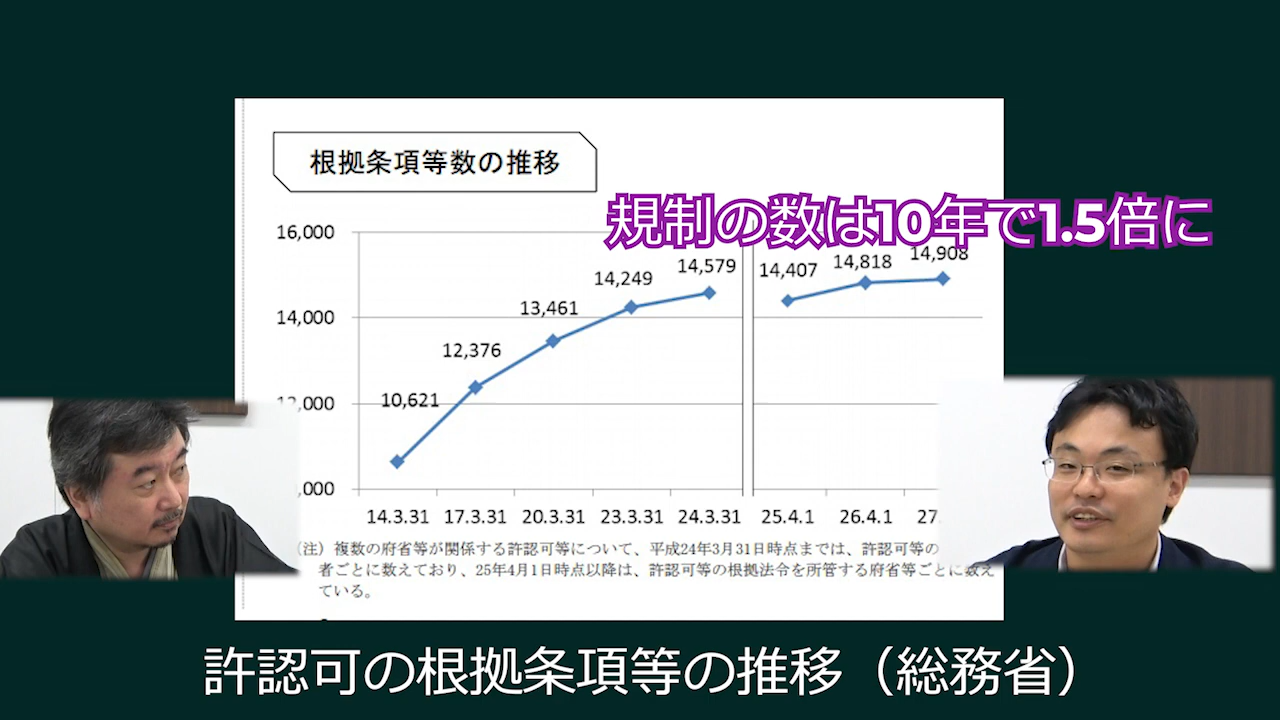 根拠条項等数の推移
規制の数は10年で1.5倍に
16,000
14,000
2,000
,000
10,621
12,376
13,461
14,249
14,579
14,407
14,818
14,908
14.3.31 17.3.31 20.3.31 23.3.31 24.3.31 25.4.1 26.4.1 27.
（注）複数の府省等が関係する許認可等について、平成24年3月31日時点までは、許認可等の
者ごとに数えており、25年4月1日時点以降は、許認可等の根拠法令を所管する府省等ごとに数え
ている。
許認可の根拠条項等の推移（総務省）